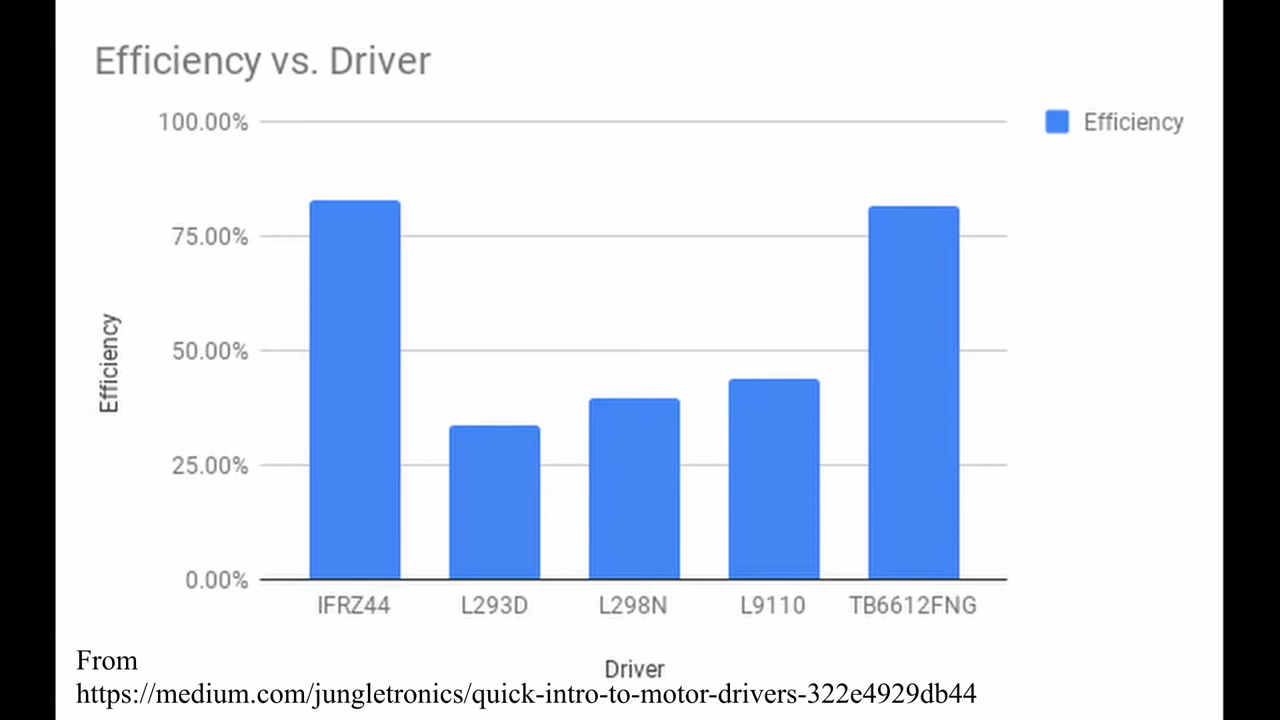 Efficiency vs. Driver
100.00%
Efficiency
75.00%
50.00%
Efficiency
25.00%
0.00%
IFRZ44 L293D L298N L9110 TB6612FNG
Driver
From
https://medium.com/jungletronics/quick-intro-to-motor-drivers-322e4929db44